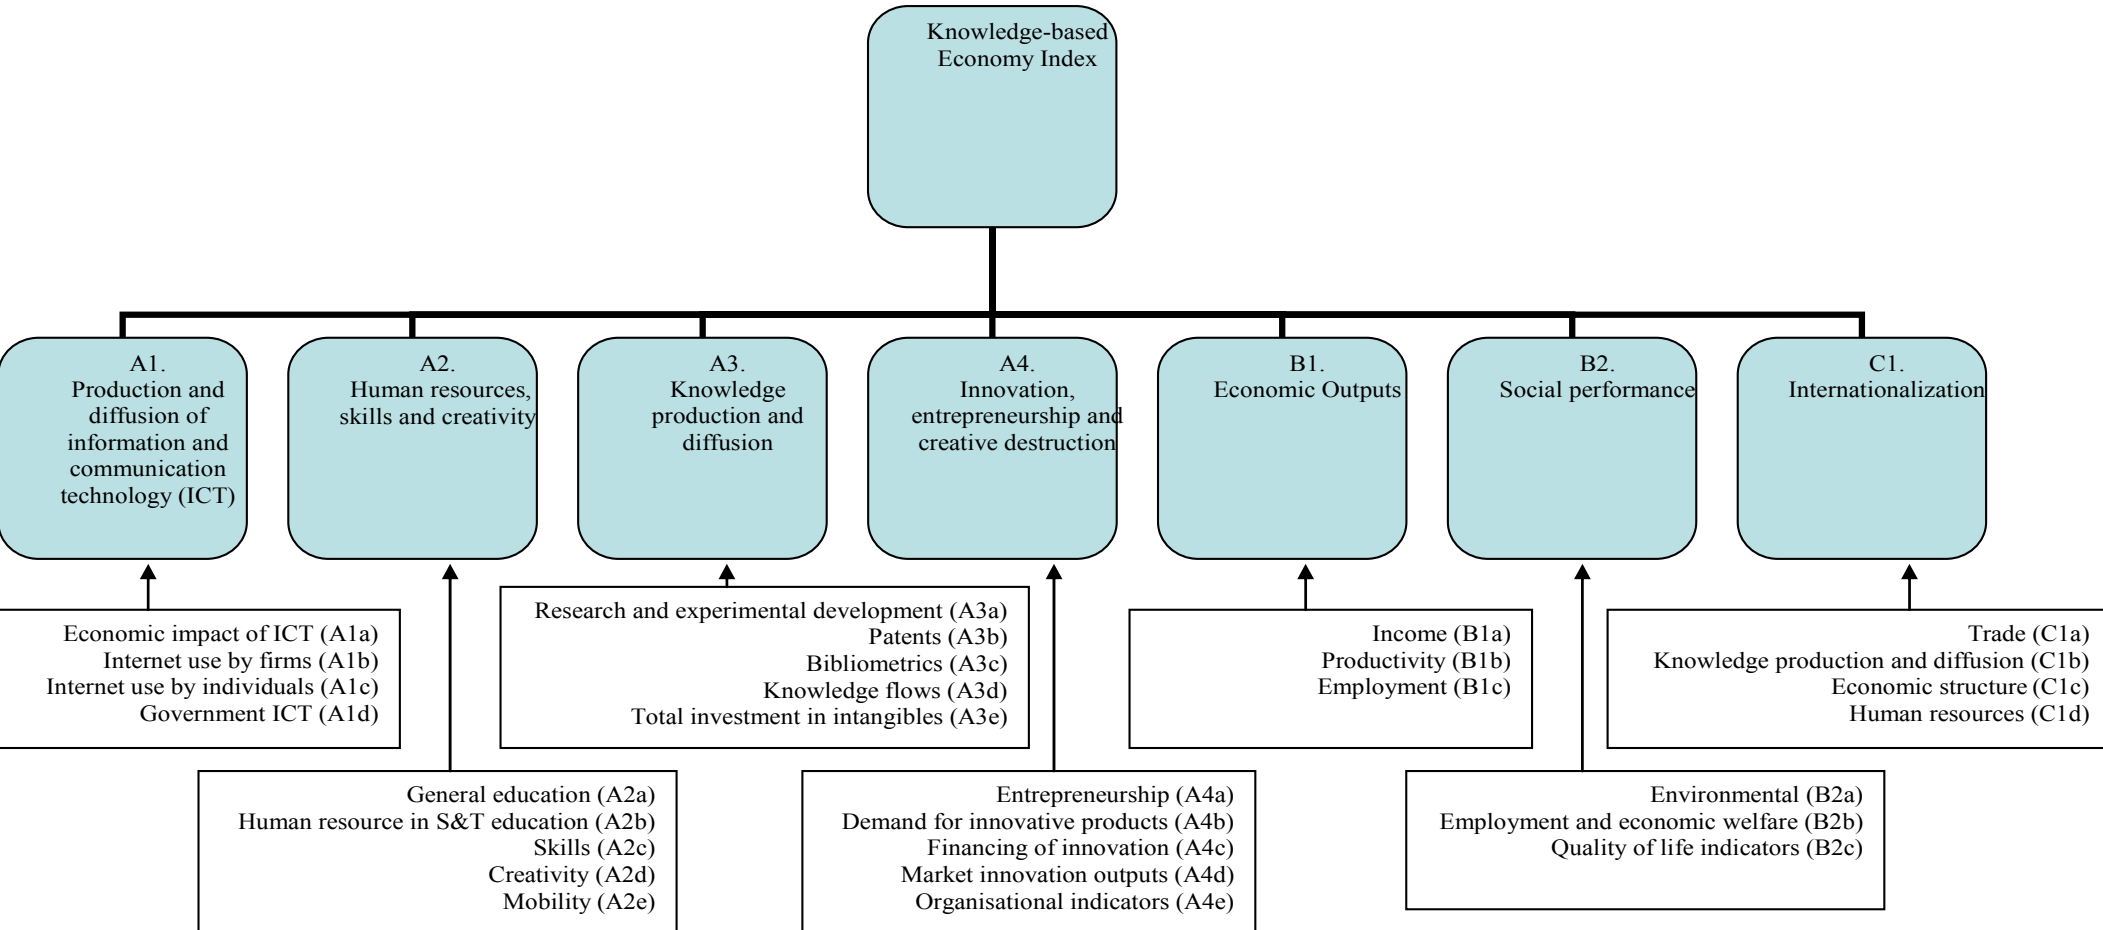 Knowledge-based
Economy Index
A1.
Production and
diffusion of
information and
communication
technology (ICT)
A2.
Human resources,
skills and creativity
A3.
Knowledge
production and
diffusion
A4.
Innovation,
entrepreneurship and
creative destruction
B1.
Economic Outputs
B2.
Social performance
C1.
Internationalization
Economic impact of ICT (A1a)
Internet use by firms (A1b)
Internet use by individuals (A1c)
Government ICT (A1d)
General education (A2a)
Human resource in S&T education (A2b)
Skills (A2c)
Creativity (A2d)
Mobility (A2e)
Research and experimental development (A3a)
Patents (A3b)
Bibliometrics (A3c)
Knowledge flows (A3d)
Total investment in intangibles (A3e)
Entrepreneurship (A4a)
Demand for innovative products (A4b)
Financing of innovation (A4c)
Market innovation outputs (A4d)
Organisational indicators (A4e)
Income (B1a)
Productivity (B1b)
Employment (B1c)
Environmental (B2a)
Employment and economic welfare (B2b)
Quality of life indicators (B2c)
Trade (C1a)
Knowledge production and diffusion (C1b)
Economic structure (C1c)
Human resources (C1d)